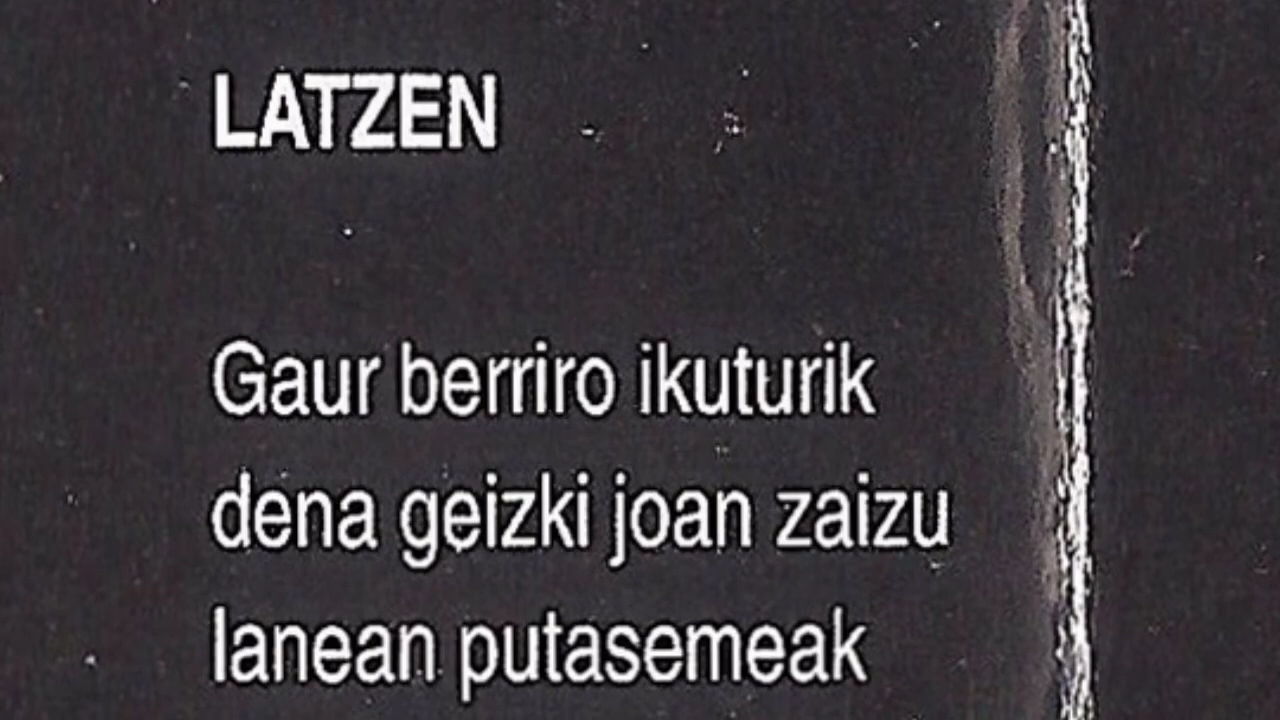 LATZEN
Gaur berriro ikuturik
dena geizki joan zaizu
lanean putasemeak